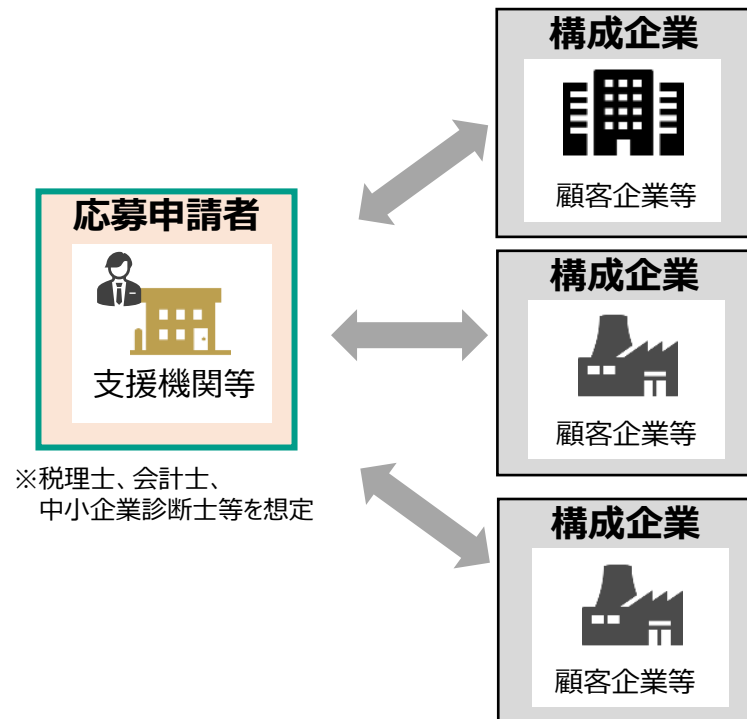 応募申請者
支援機関等
※税理士、会計士、
中小企業診断士等を想定
構成企業
顧客企業等
構成企業
顧客企業等
構成企業
顧客企業等